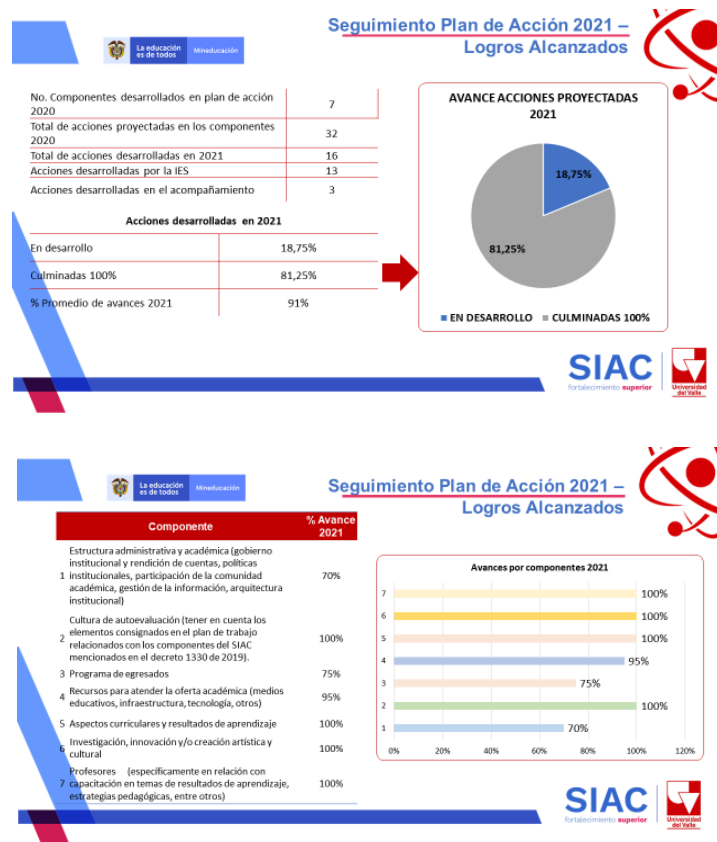 Seguimiento Plan de Acción 2021 –
Logros Alcanzados
La educación
es de todos
Mineducación
No. Componentes desarrollados en plan de acción
2020
7
Total de acciones proyectadas en los componentes
2020
32
Total de acciones desarrolladas en 2021 16
Acciones desarrolladas por la IES 13
Acciones desarrolladas en el acompañamiento 3
Acciones desarrolladas en 2021
En desarrollo 18,75%
Culminadas 100% 81,25%
% Promedio de avances 2021 91%
AVANCE ACCIONES PROYECTADAS
2021
18,75%
81,25%
EN DESARROLLO CULMINADAS 100%
SIAC
fortalecimiento superior
Universidad
del Valle
Seguimiento Plan de Acción 2021 –
Logros Alcanzados
La educación
es de todos
Mineducación
Componente
% Avance
2021
Estructura administrativa y académica (gobierno
institucional y rendición de cuentas, políticas
1 institucionales, participación de la comunidad 70%
académica, gestión de la información, arquitectura
institucional)
Cultura de autoevaluación (tener en cuenta los
elementos consignados en el plan de trabajo
2 relacionados con los componentes del SIAC 100%
mencionados en el decreto 1330 de 2019).
3 Programa de egresados 75%
4 Recursos para atender la oferta académica (medios 95%
educativos, infraestructura, tecnología, otros)
5 Aspectos curriculares y resultados de aprendizaje 100%
6 Investigación, innovación y/o creación artística y 100%
cultural
Profesores (específicamente en relación con
7 capacitación en temas de resultados de aprendizaje, 100%
estrategias pedagógicas, entre otros)
Avances por componentes 2021
7 100%
6 100%
5 100%
4 95%
3 75%
2 100%
1 70%
0% 20% 40% 60% 80% 100% 120%
SIAC
fortalecimiento superior
Universidad
del Valle